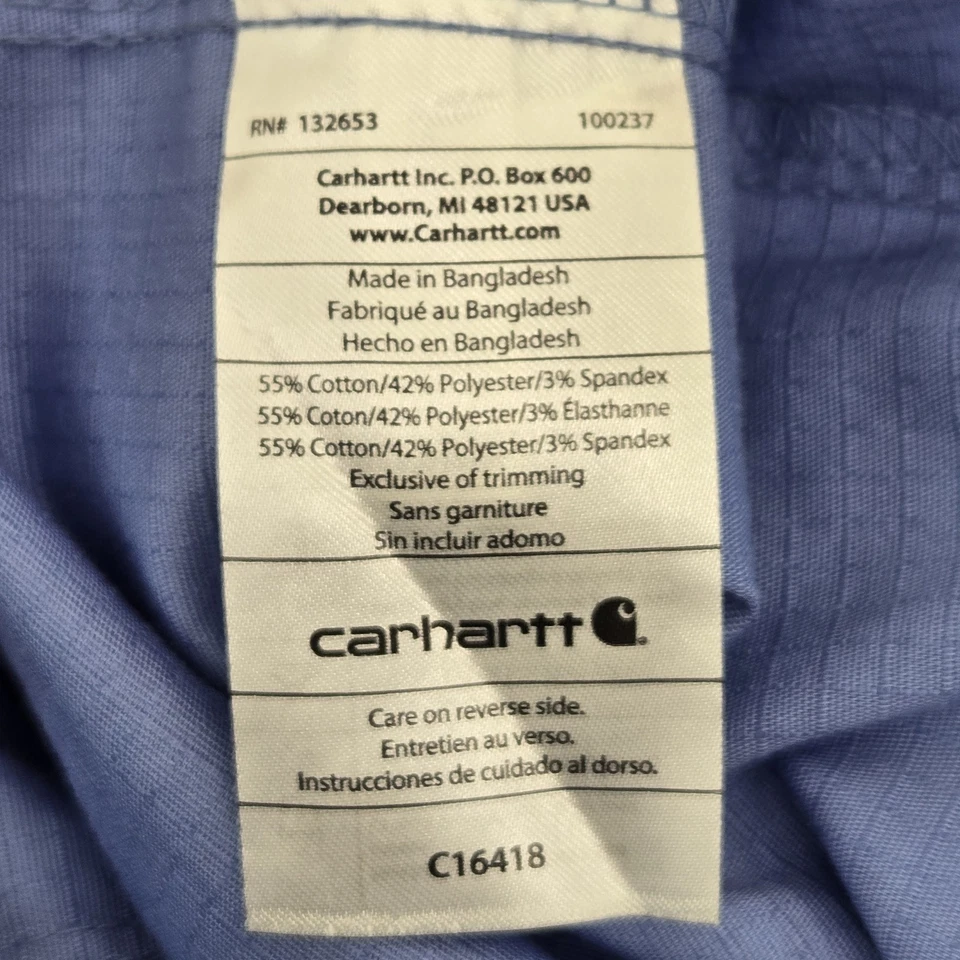 RN# 132653 100237
Carhartt Inc. P.O. Box 600
Dearborn, MI 48121 USA
www.Carhartt.com
Made in Bangladesh
Fabriqué au Bangladesh
Hecho en Bangladesh
55% Cotton/42% Polyester/3% Spandex
55% Coton/42% Polyester/3% Élasthanne
55% Cotton/42% Polyester/3% Spandex
Exclusive of trimming
Sans garniture
Sin incluir adomo
carhartt
Care on reverse side.
Entretien au verso.
Instrucciones de cuidado al dorso.
C16418